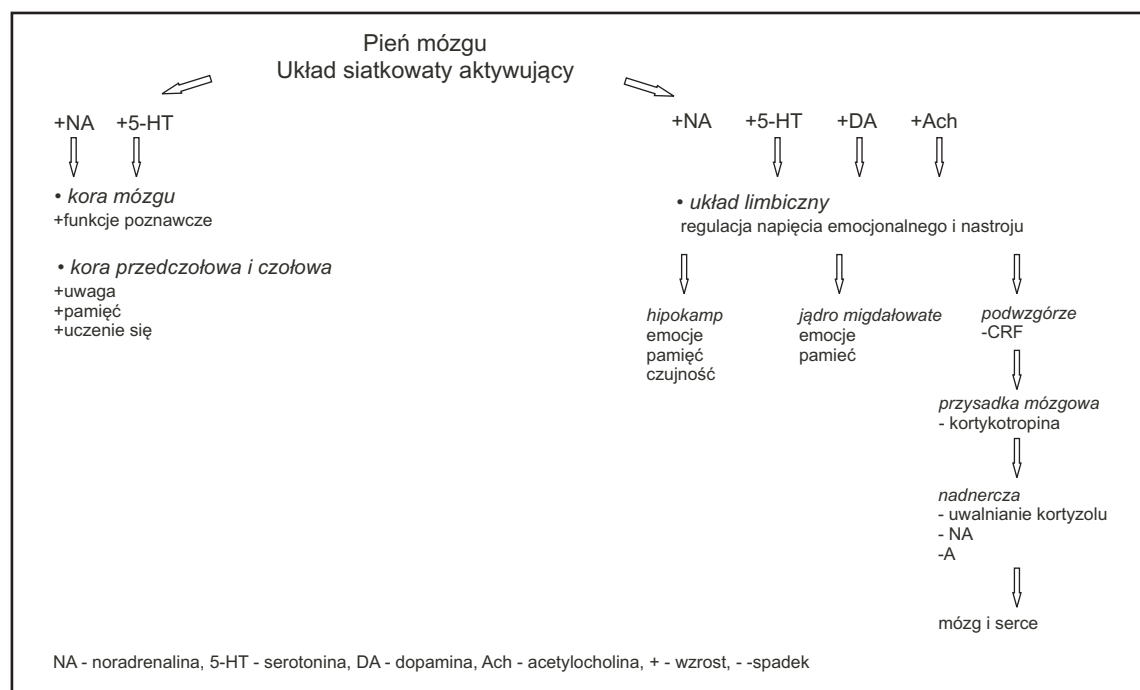 Pień mózgu
Układ siatkowaty aktywujący
+NA +5-HT
• kora mózgu
+funkcje poznawcze
• kora przedczołowa i czołowa
+uwaga
+pamięć
+uczenie się
+NA +5-HT +DA +Ach
• układ limbiczny
regulacja napięcia emocjonalnego i nastroju
hipokamp
emocje
pamięć
czujność
jądro migdałowate
emocje
pamieć
podwzgórze
-CRF
przysadka mózgowa
- kortykotropina
nadnercza
- uwalnianie kortyzolu
- NA
-A
mózg i serce
NA - noradrenalina, 5-HT - serotonina, DA - dopamina, Ach - acetylocholina, + - wzrost, - -spadek